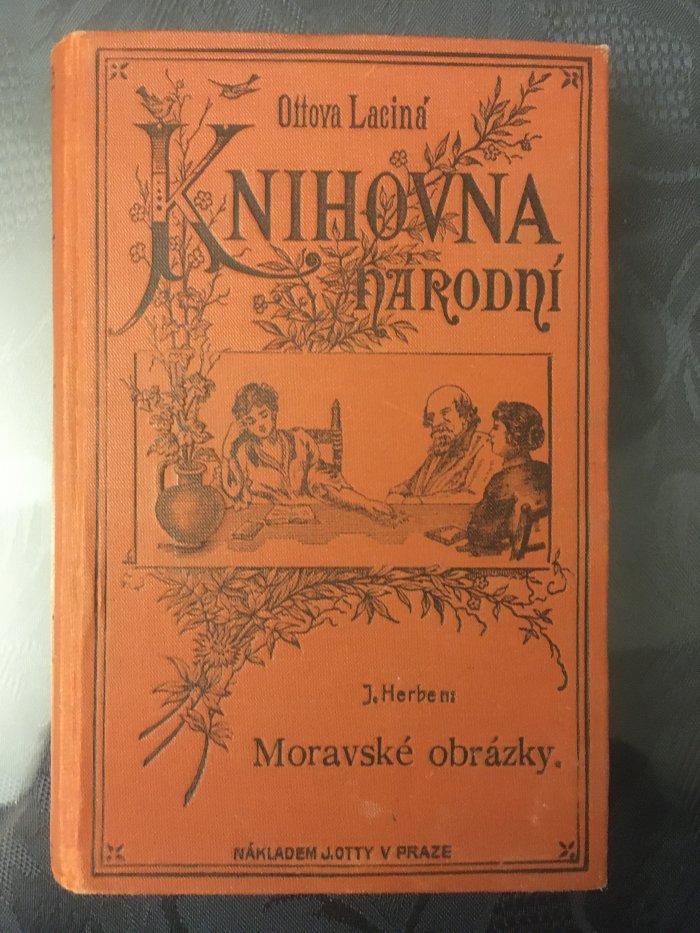 Ottova Laciná
KNIHOVNA
NÁRODNÍ
J. Herben:
Moravské obrázky.
NÁKLADEM J. OTTY V PRAZE